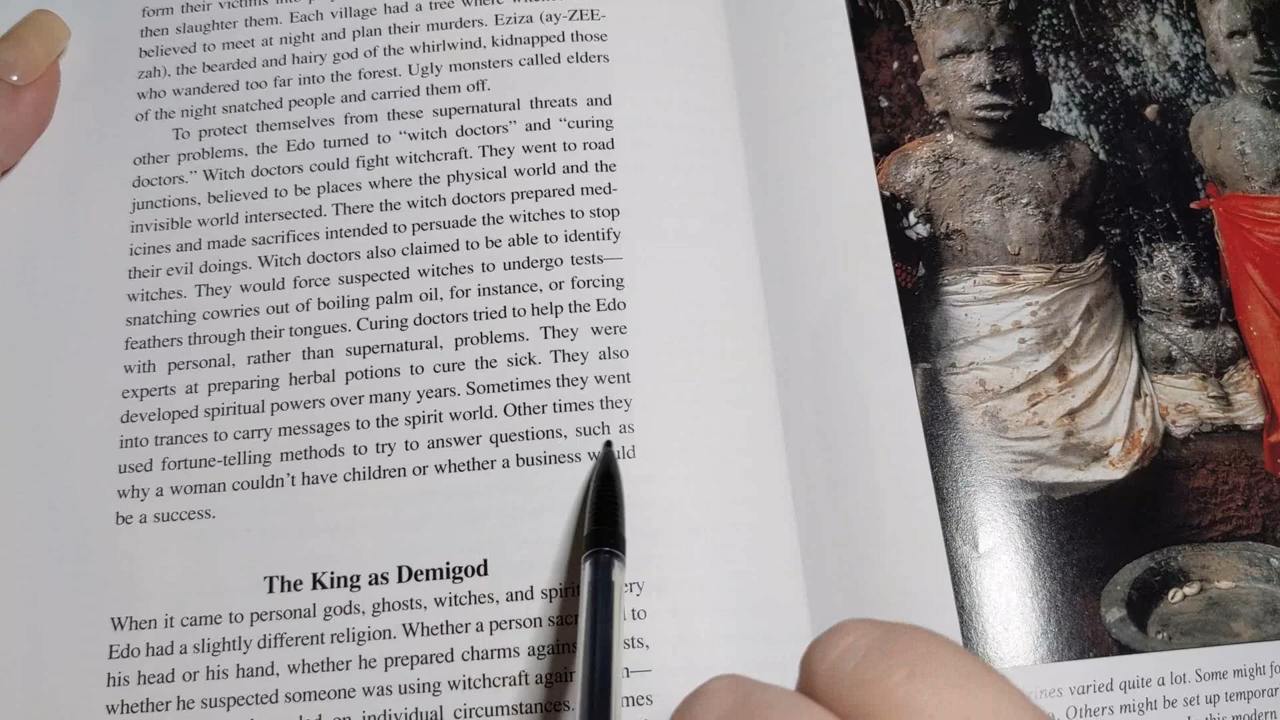 form their victims into
then slaughter them. Each village had a tree where
believed to meet at night and plan their murders. Eziza (ay-ZEE-
zah), the bearded and hairy god of the whirlwind, kidnapped those
who wandered too far into the forest. Ugly monsters called elders
of the night snatched people and carried them off.
To protect themselves from these supernatural threats and
other problems, the Edo turned to “witch doctors” and “curing
doctors.” Witch doctors could fight witchcraft. They went to road
junctions, believed to be places where the physical world and the
invisible world intersected. There the witch doctors prepared med-
icines and made sacrifices intended to persuade the witches to stop
their evil doings. Witch doctors also claimed to be able to identify
witches. They would force suspected witches to undergo tests—
snatching cowries out of boiling palm oil, for instance, or forcing
feathers through their tongues. Curing doctors tried to help the Edo
with personal, rather than supernatural, problems. They were
experts at preparing herbal potions to cure the sick. They also
developed spiritual powers over many years. Sometimes they went
into trances to carry messages to the spirit world. Other times they
used fortune-telling methods to try to answer questions, such as
why a woman couldn’t have children or whether a business would
be a success.
The King as Demigod
When it came to personal gods, ghosts, witches, and
Edo had a slightly different religion. Whether a person to
his head or his hand, whether he prepared charms
whether he suspected someone was using witchcraft
on individual circumstances.
varied quite a lot. Some might
Others might be set up
this modern